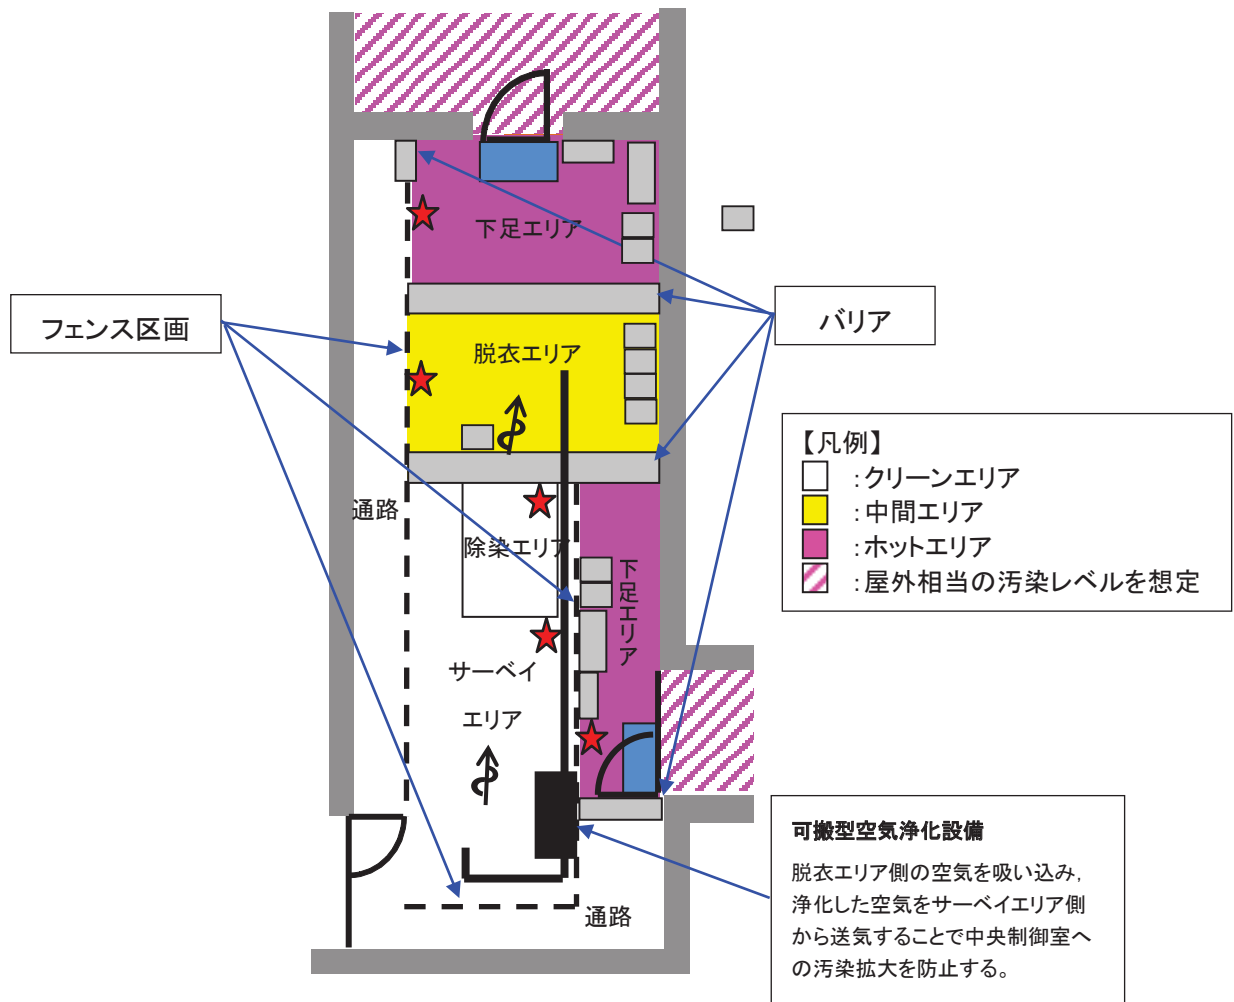 下足エリア
フェンス区画
バリア
脱衣エリア
【凡例】
：クリーンエリア
：中間エリア
：ホットエリア
：屋外相当の汚染レベルを想定
通路
除染エリア
下足エリア
サーベイ
エリア
可搬型空気浄化設備
脱衣エリア側の空気を吸い込み，
浄化した空気をサーベイエリア側
から送気することで中央制御室へ
の汚染拡大を防止する。
通路